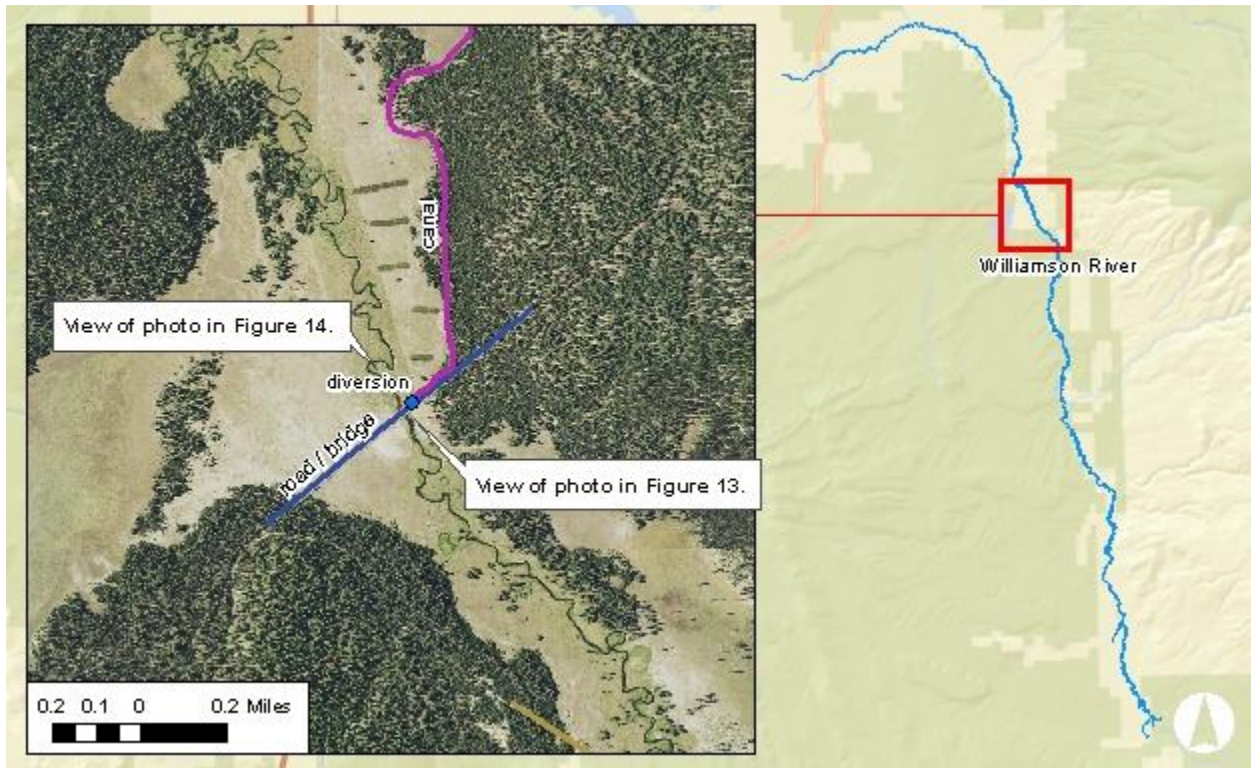 Williamson River
canal
View of photo in Figure 14.
diversion
road / bridge
View of photo in Figure 13.
0.2 0.1 0 0.2 Miles